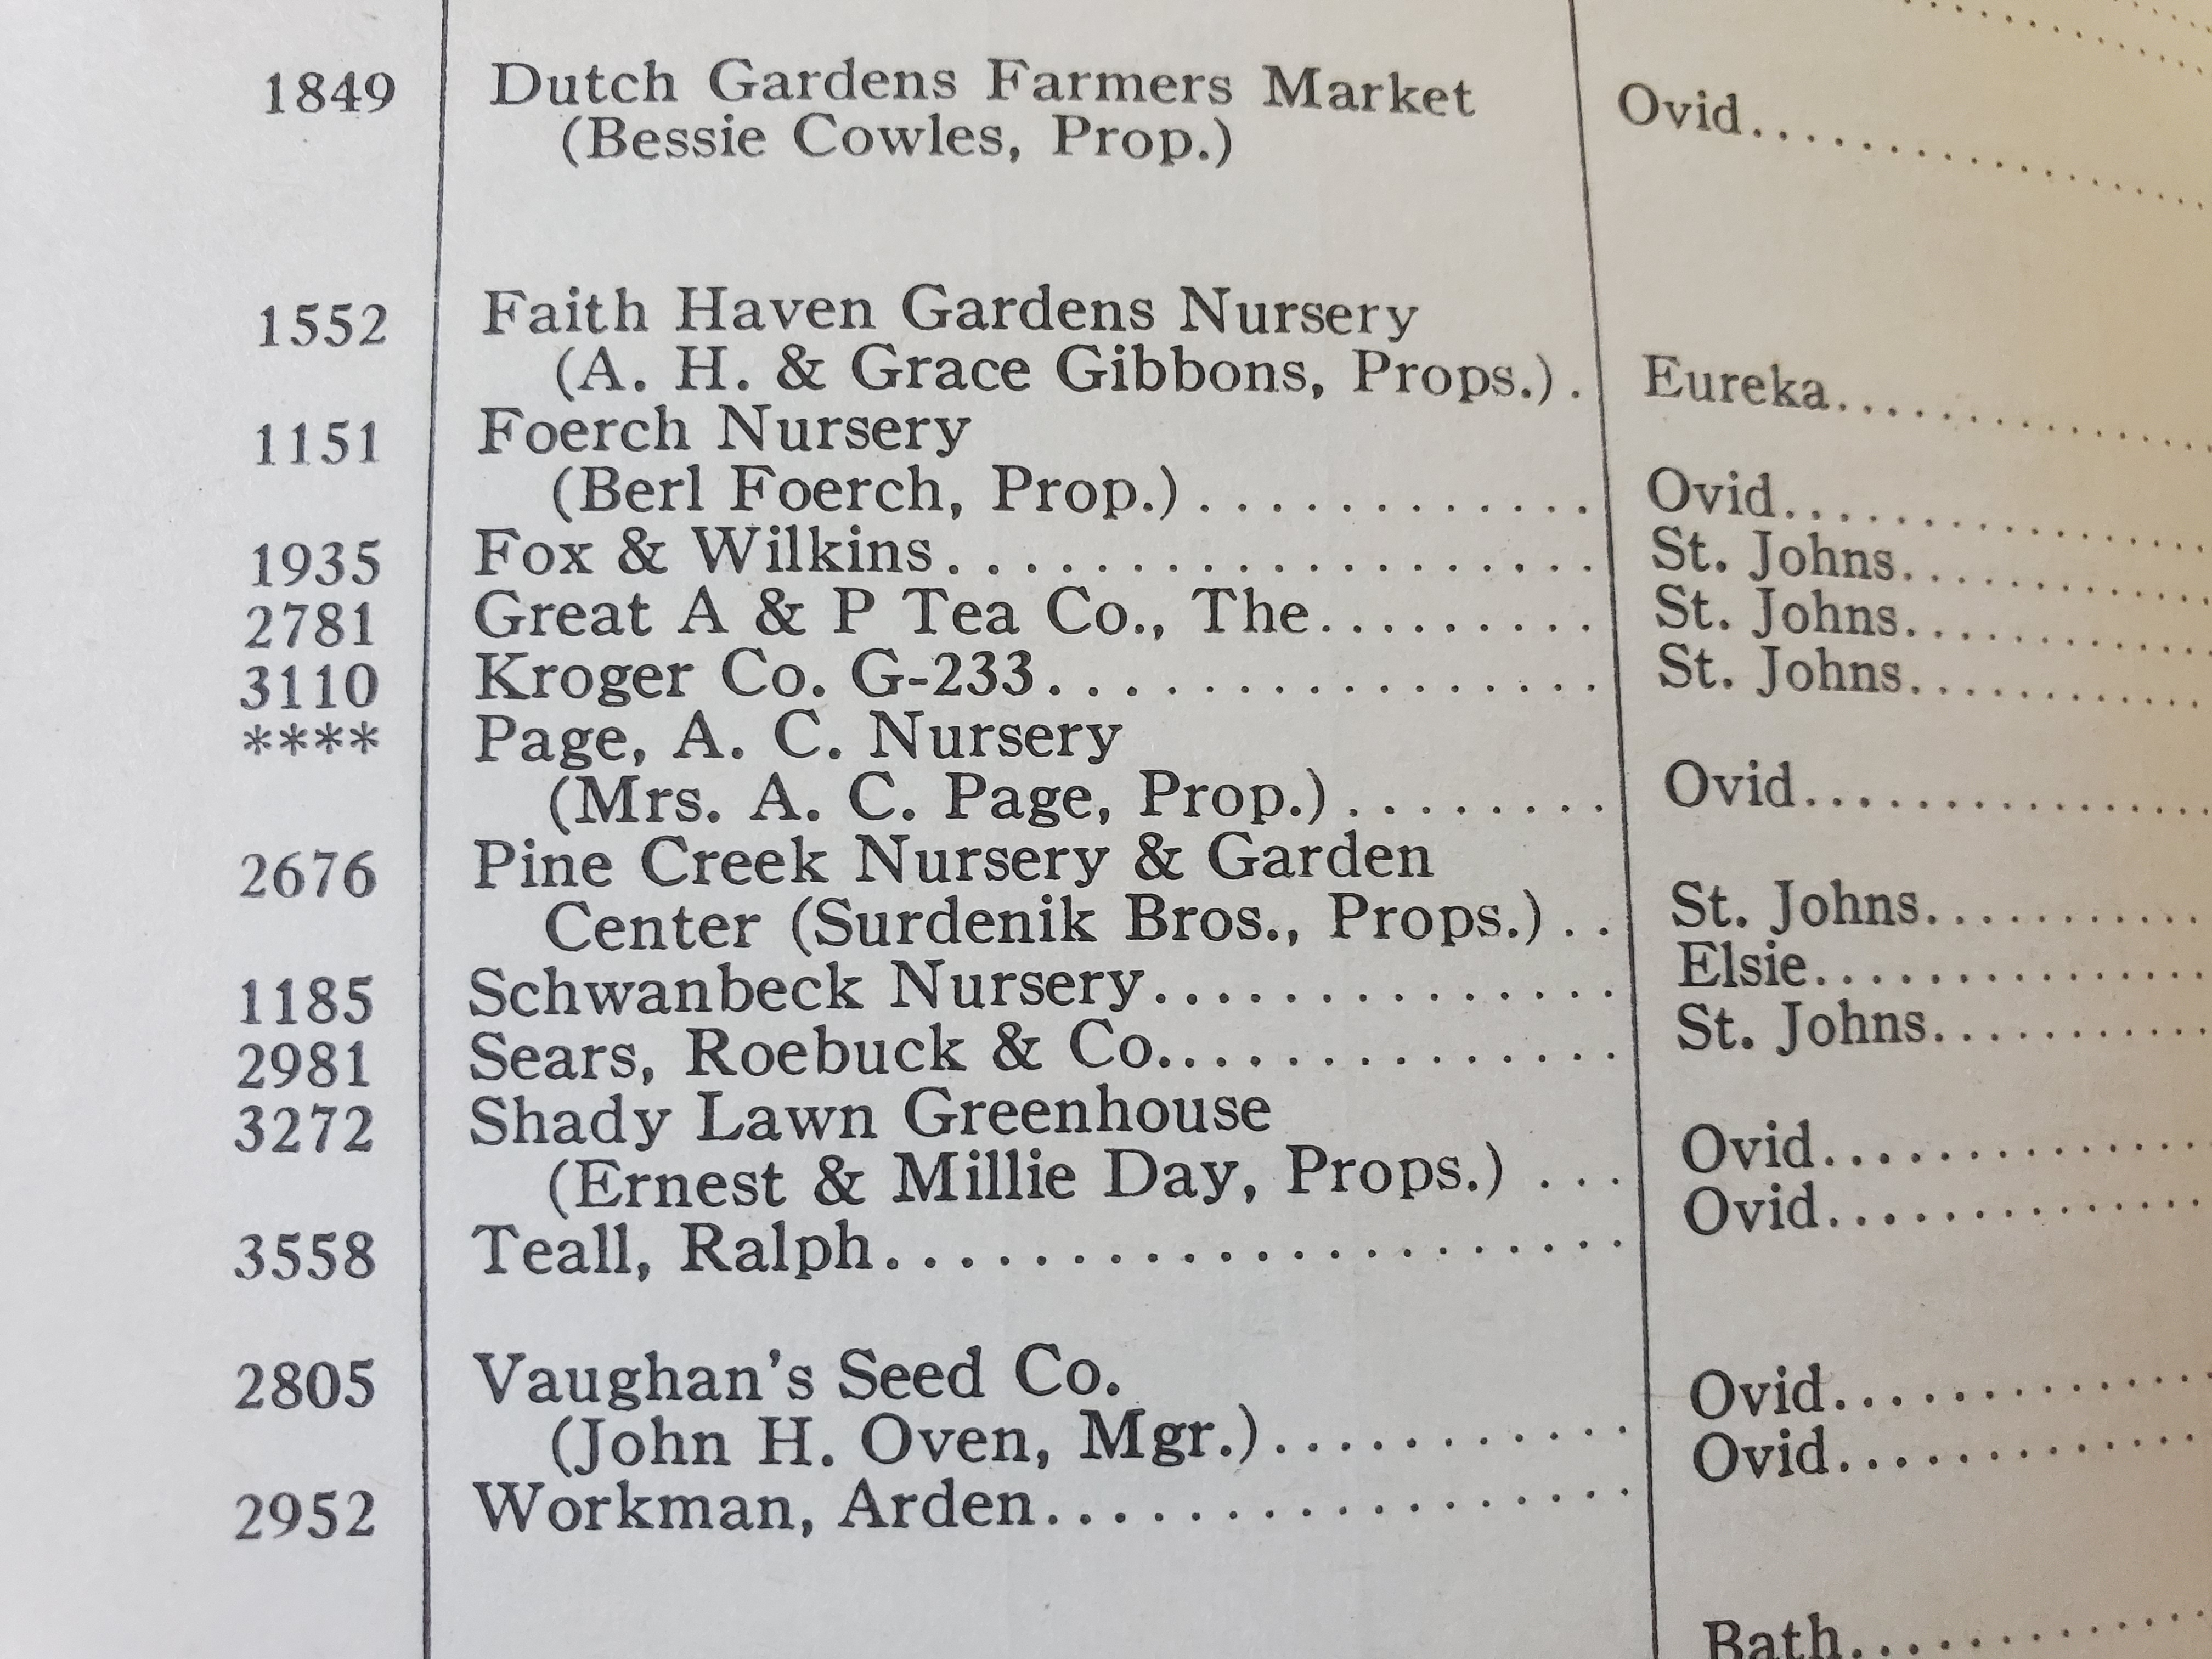 1849 Dutch Gardens Farmers Market Ovid....................
(Bessie Cowles, Prop.)
1552 Faith Haven Gardens Nursery
(A. H. & Grace Gibbons, Props.). Eureka....................
1151 Foerch Nursery
(Berl Foerch, Prop.).............. Ovid....................
1935 Fox & Wilkins.................... St. Johns................
2781 Great A & P Tea Co., The.......... St. Johns................
3110 Kroger Co. G-233.................. St. Johns................
**** Page, A. C. Nursery
(Mrs. A. C. Page, Prop.)........ Ovid....................
2676 Pine Creek Nursery & Garden
Center (Surdenik Bros., Props.).. St. Johns................
1185 Schwanbeck Nursery............... Elsie....................
2981 Sears, Roebuck & Co............... St. Johns................
3272 Shady Lawn Greenhouse
(Ernest & Millie Day, Props.) ... Ovid....................
3558 Teall, Ralph...................... Ovid....................
2805 Vaughan's Seed Co.
(John H. Oven, Mgr.)............ Ovid....................
2952 Workman, Arden.................. Ovid....................
Bath....................